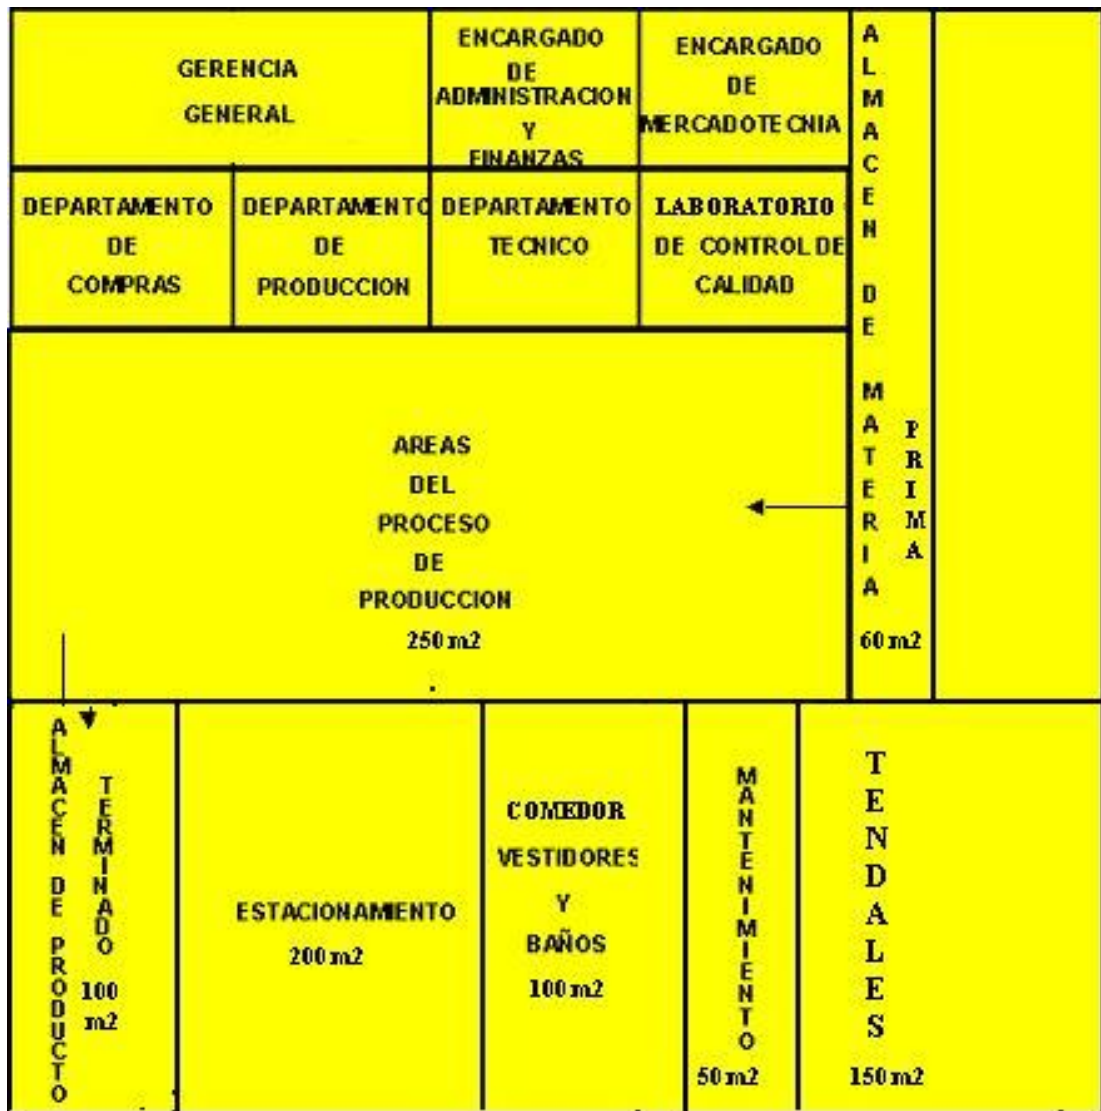 GERENCIA
GENERAL
ENCARGADO
DE
ADMINISTRACION
Y
FINANZAS
ENCARGADO
DE
MERCADOTECNIA
ALMACEN DE MATERIA
PRIMA
60 m2
DEPARTAMENTO
DE
COMPRAS
DEPARTAMENTO
DE
PRODUCCION
DEPARTAMENTO
TECNICO
LABORATORIO
DE CONTROL DE
CALIDAD
AREAS
DEL
PROCESO
DE
PRODUCCION
250 m2
ALMACEN DE PRODUCTO
TERMINADO
100
m2
ESTACIONAMIENTO
200 m2
COMEDOR
VESTIDORES
Y
BAÑOS
100 m2
MANTENIMIENTO
50 m2
TENDALES
150 m2